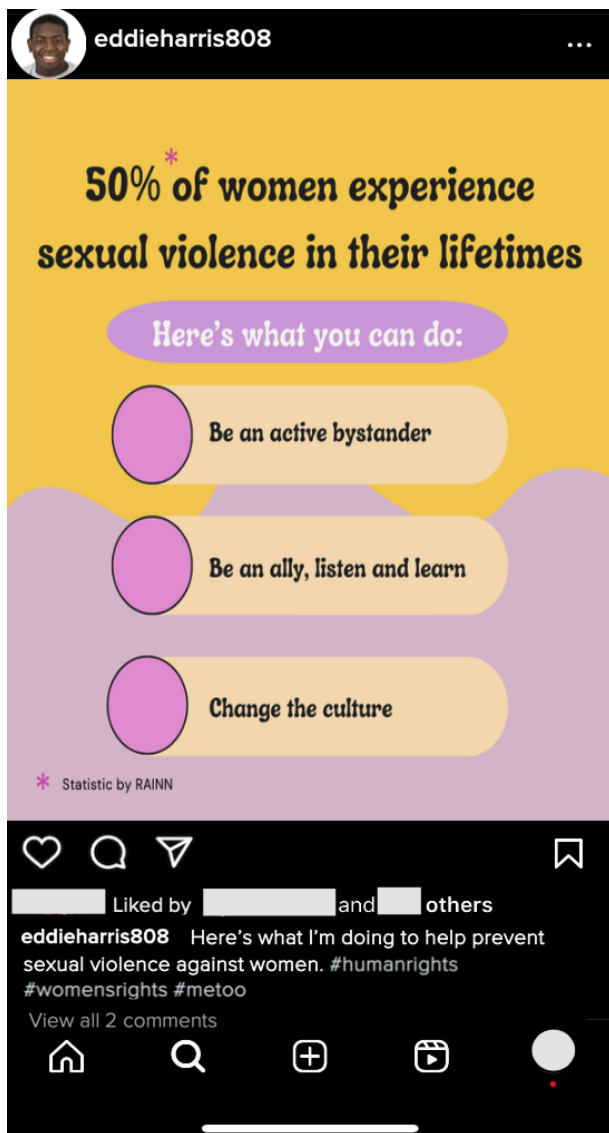 eddieharris808
...
50%* of women experience
sexual violence in their lifetimes
Here's what you can do:
Be an active bystander
Be an ally, listen and learn
Change the culture
* Statistic by RAINN
Liked by and others
eddieharris808 Here's what I'm doing to help prevent
sexual violence against women. #humanrights
#womensrights #metoo
View all 2 comments